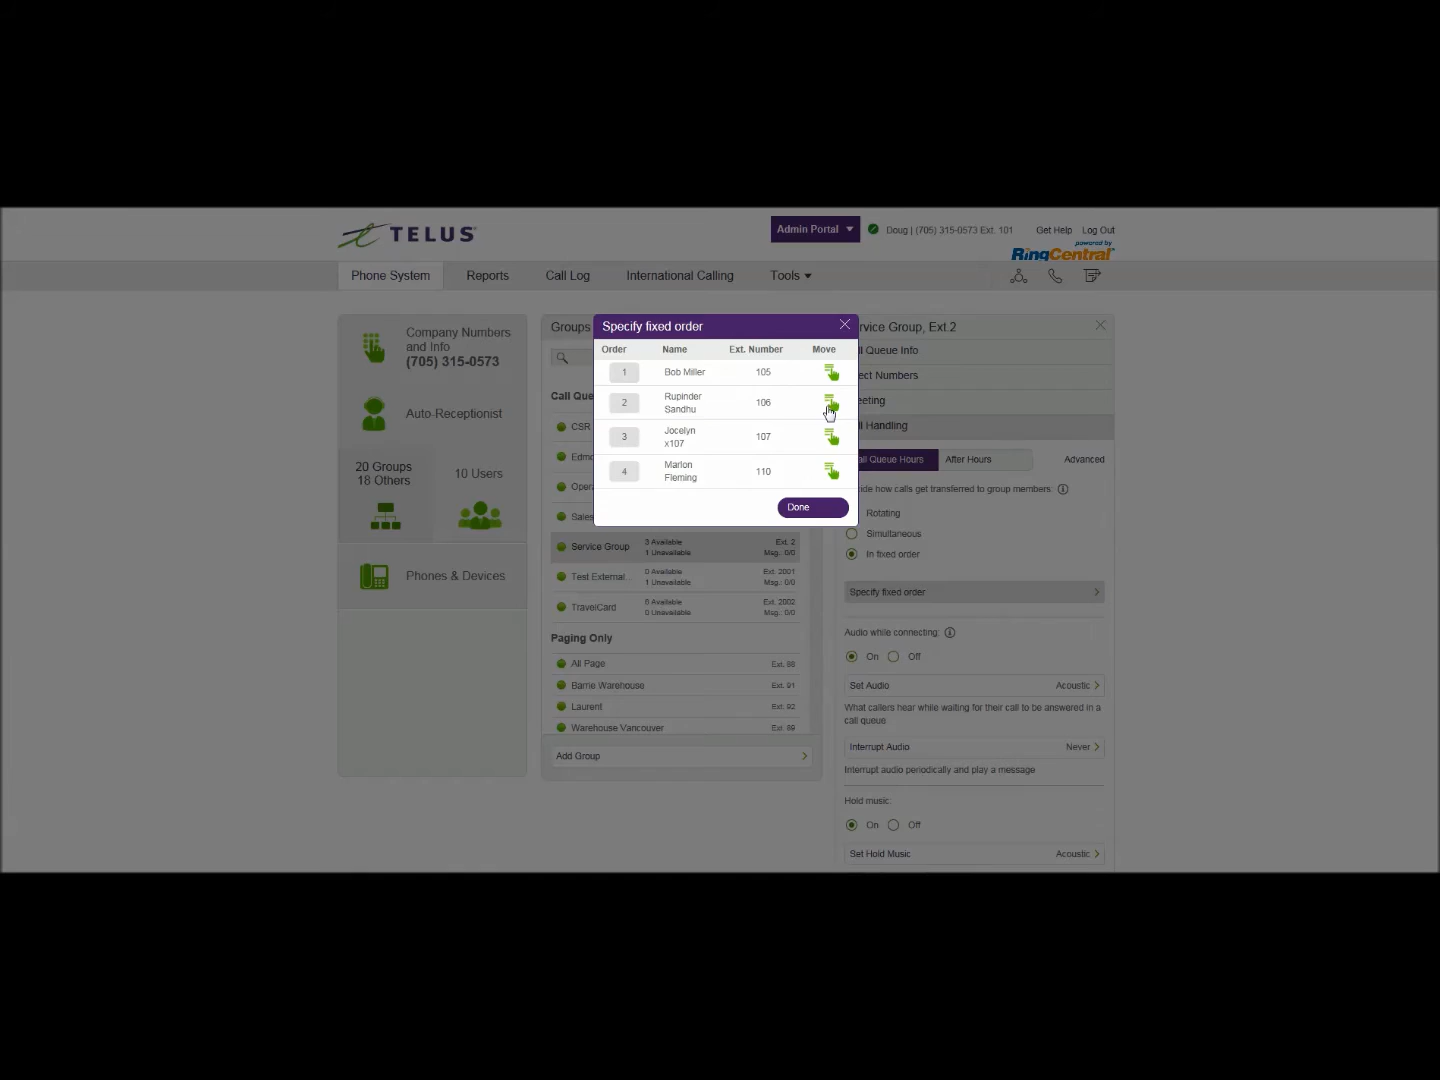 TELUS
Admin Portal
Doug | (705) 315-0573 Ext. 101
Get Help
Log Out
powered by
RingCentral
Phone System
Reports
Call Log
International Calling
Tools
Company Numbers
and Info
(705) 315-0573
Auto-Receptionist
20 Groups
18 Others
10 Users
Phones & Devices
Groups
Call Que
CSR
Edmo
Opera
Sales
Service Group
3 Available
1 Unavailable
Ext. 2
Msg.: 0/0
Test External...
0 Available
1 Unavailable
Ext. 2001
Msg.: 0/0
TravelCard
Ext. 2002
0 Unavailable
Msg.: 0/0
Paging Only
All Page
Ext. 88
Barrie Warehouse
Ext. 91
Laurent
Ext. 92
Warehouse Vancouver
Ext. 89
Add Group
Specify fixed order
Order
Name
Ext. Number
Move
1
Bob Miller
105
2
Rupinder
Sandhu
106
3
Jocelyn
x107
107
4
Marlon
Fleming
110
Done
rvice Group, Ext.2
ll Queue Info
ect Numbers
eeting
ll Handling
all Queue Hours
After Hours
Advanced
ide how calls get transferred to group members.
Rotating
Simultaneous
In fixed order
Specify fixed order
Audio while connecting:
On
Off
Set Audio
Acoustic
What callers hear while waiting for their call to be answered in a
call queue
Interrupt Audio
Never
Interrupt audio periodically and play a message
Hold music:
On
Off
Set Hold Music
Acoustic